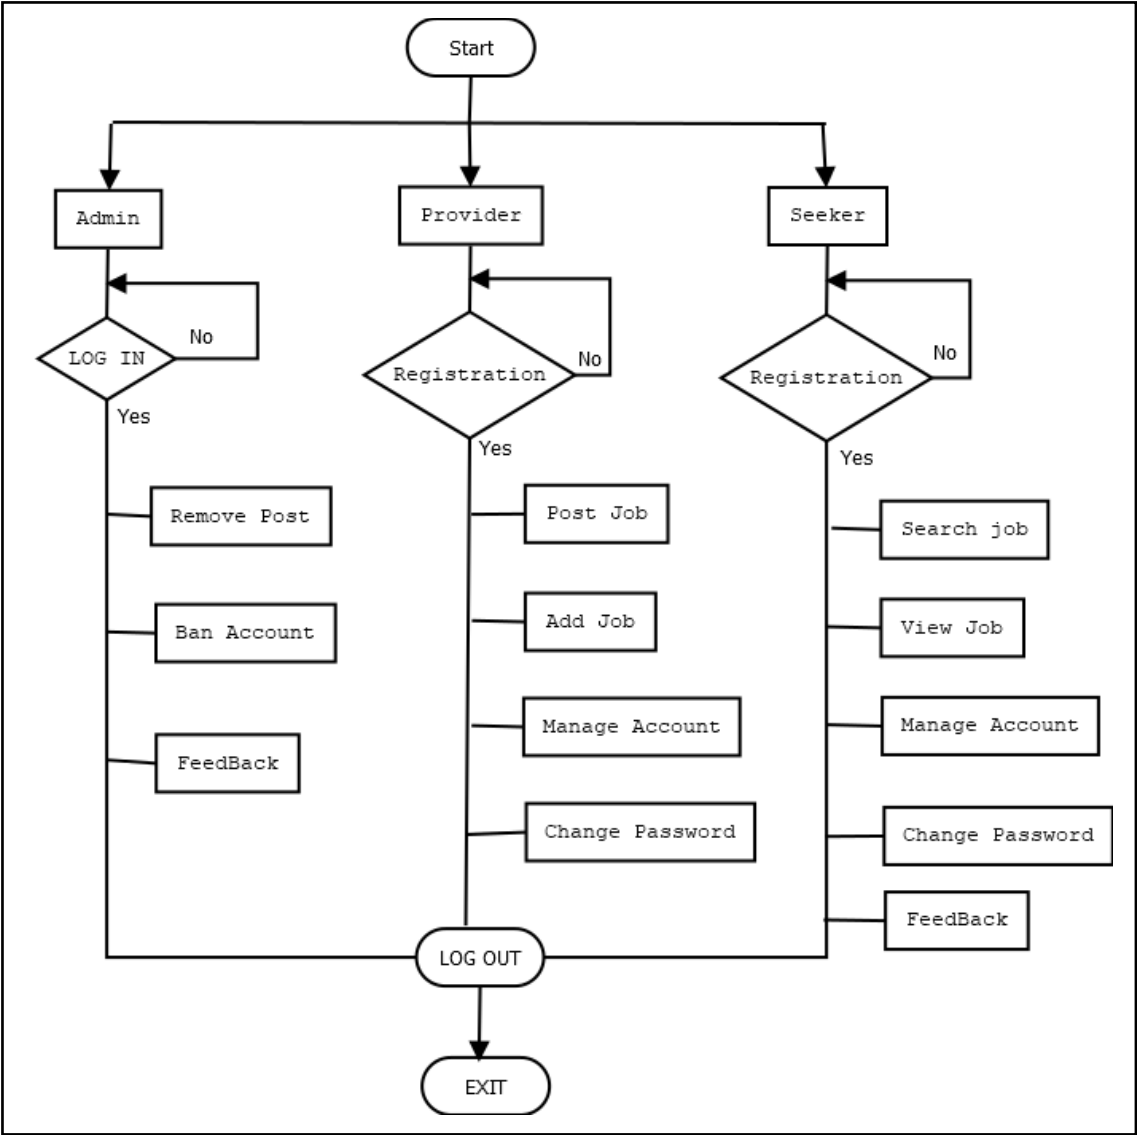 Start
Admin
Provider
Seeker
LOG IN
No
Yes
Registration
No
Yes
Registration
No
Yes
Remove Post
Ban Account
FeedBack
Post Job
Add Job
Manage Account
Change Password
Search job
View Job
Manage Account
Change Password
FeedBack
LOG OUT
EXIT